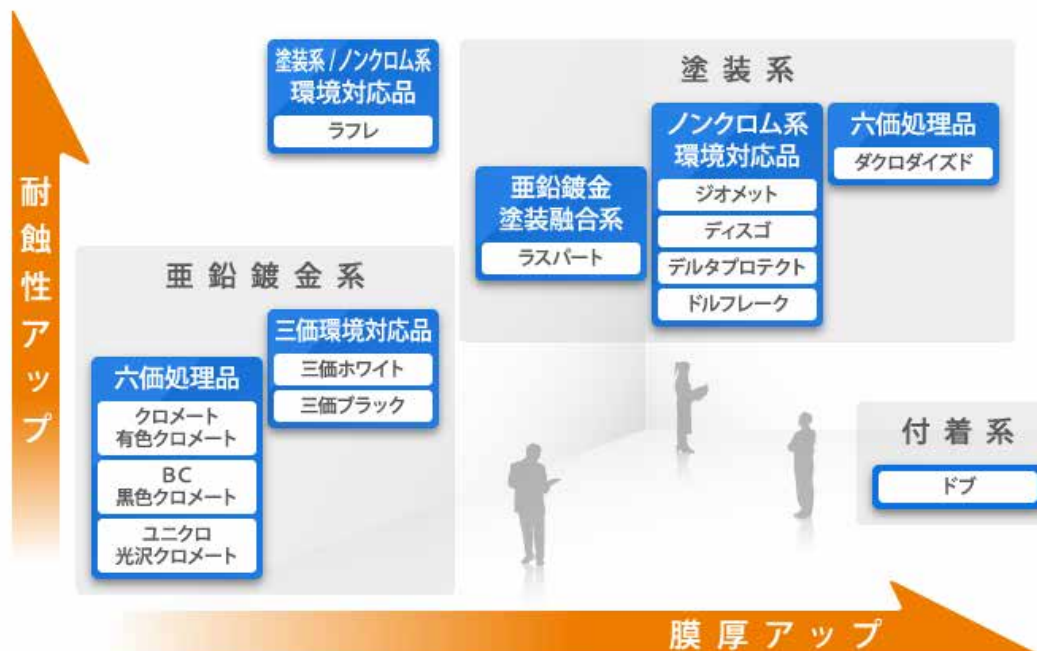 耐蝕性アップ
塗装系/ノンクロム系
環境対応品
ラフレ
塗装系
亜鉛鍍金
塗装融合系
ラスパート
ノンクロム系
環境対応品
ジオメット
ディスゴ
デルタプロテクト
ドルフレーク
六価処理品
ダクロダイズド
亜鉛鍍金系
六価処理品
クロメート
有色クロメート
BC
黒色クロメート
ユニクロ
光沢クロメート
三価環境対応品
三価ホワイト
三価ブラック
付着系
ドブ
膜厚アップ